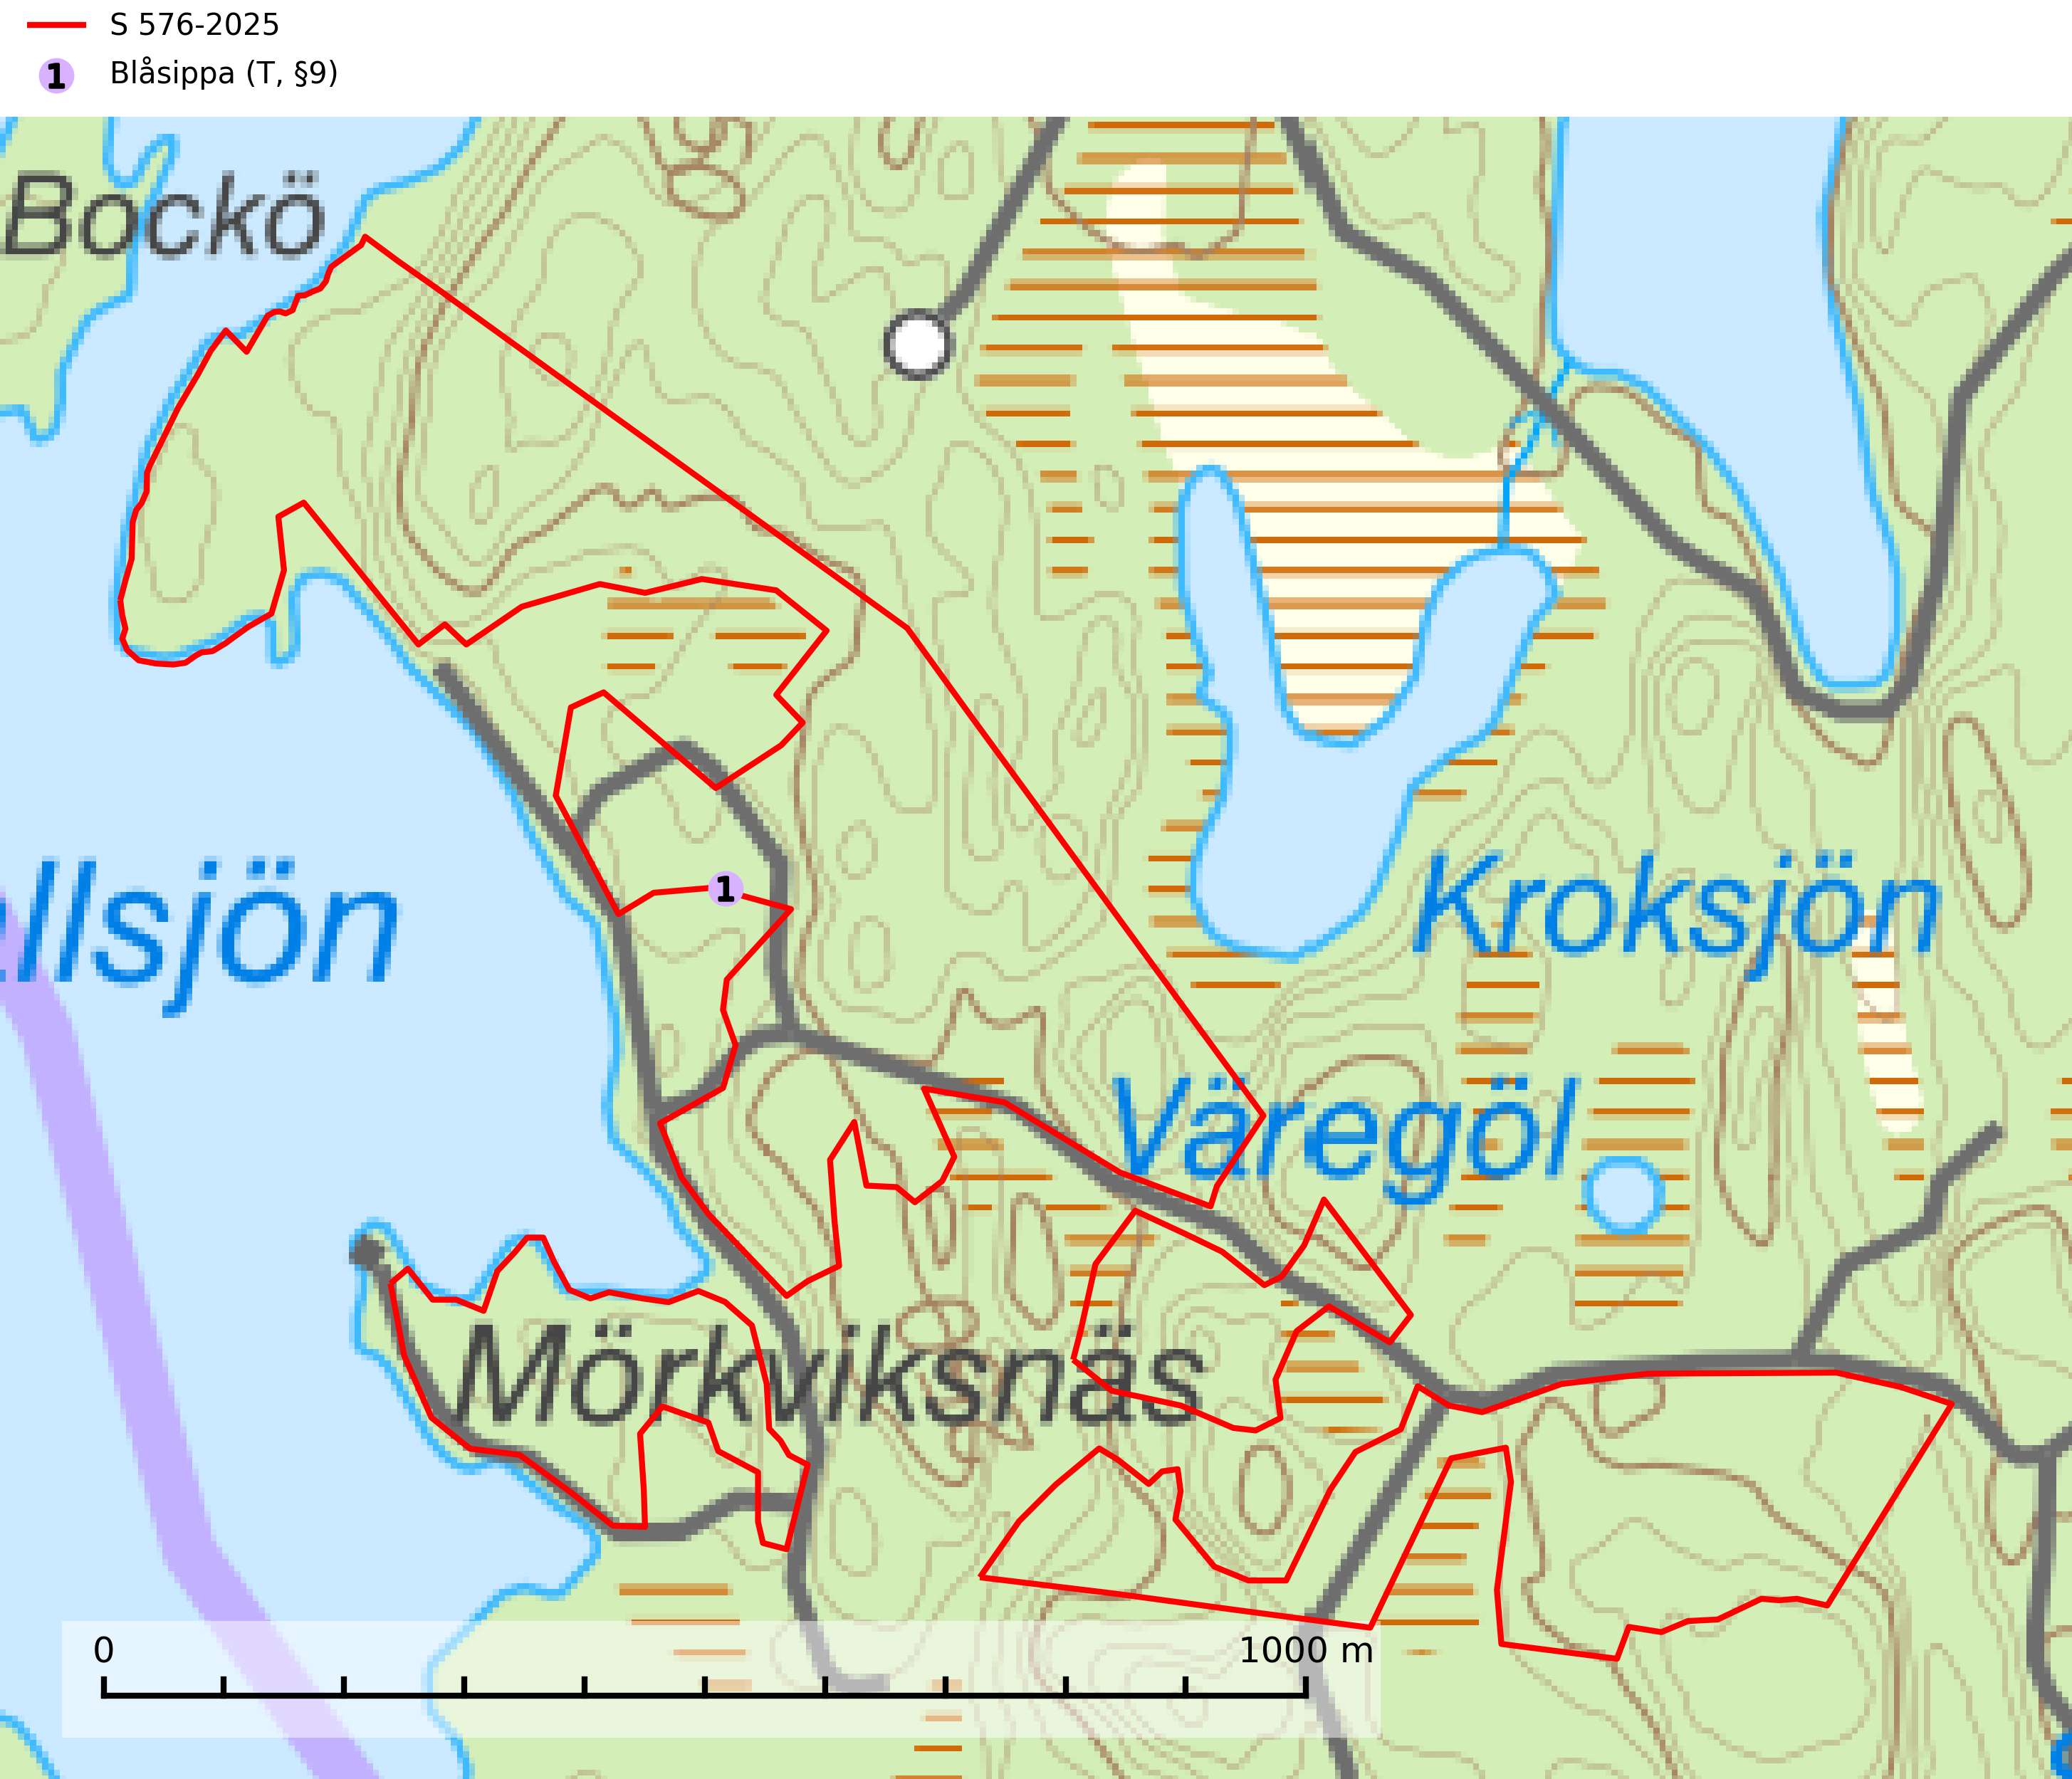 S 576-2025
1 Blåsippa (T, §9)
Bockö
llsjön
1
Kroksjön
Väregöl
Mörkviksnäs
0 1000 m